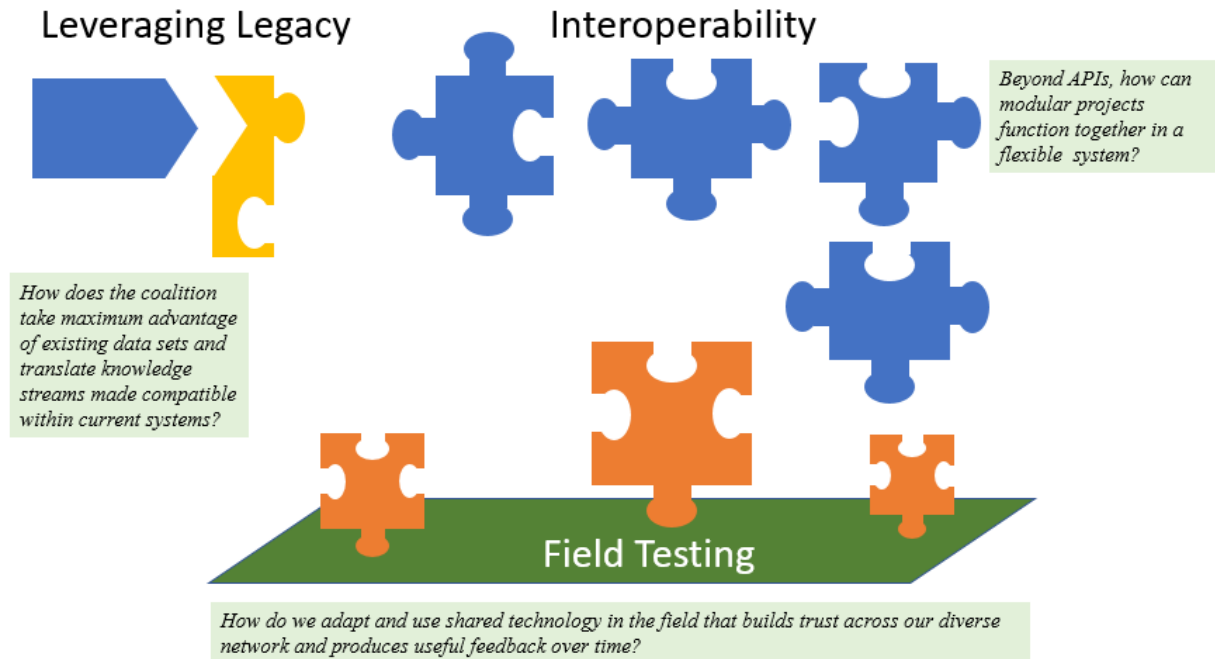 Leveraging Legacy
Interoperability
Beyond APIs, how can
modular projects
function together in a
flexible system?
How does the coalition
take maximum advantage
of existing data sets and
translate knowledge
streams made compatible
within current systems?
Field Testing
How do we adapt and use shared technology in the field that builds trust across our diverse
network and produces useful feedback over time?